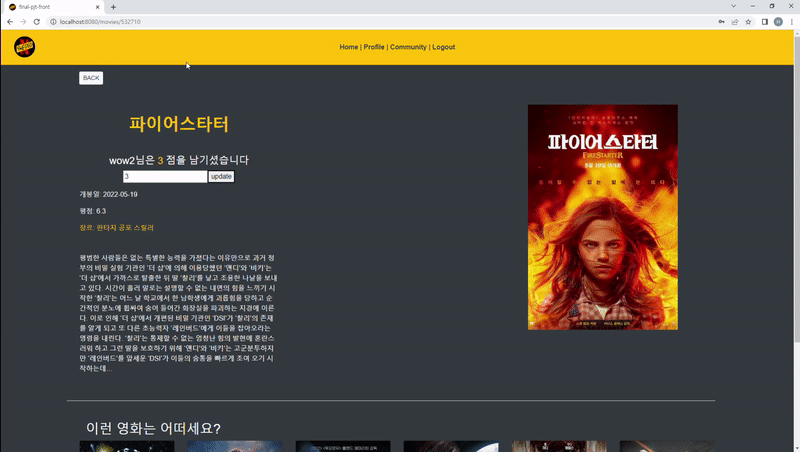 final-pjt-front
localhost:8080/movies/532710
Home | Profile | Community | Logout
BACK
파이어스타터
wow2님은 3 점을 남기셨습니다
3
update
개봉일: 2022-05-19
평점: 6.3
장르: 판타지 공포 스릴러
평범한 사람들은 없는 특별한 능력을 가졌다는 이유만으로 과거 정
부의 비밀 실험 기관인 '더 샵'에 의해 이용당했던 '앤디'와 '비키'는
'더 샵'에서 가까스로 탈출한 뒤 딸 '찰리'를 낳고 조용한 나날을 보내
고 있다. 시간이 흘러 말로는 설명할 수 없는 내면의 힘을 느끼기 시
작한 '찰리'는 어느 날 학교에서 한 남학생에게 괴롭힘을 당하고 순
간적인 분노에 휩싸여 숨어 들어간 화장실을 파괴하는 지경에 이른
다. 이로 인해 '더 샵'에서 개편된 비밀 기관인 'DSI'가 '찰리'의 존재
를 알게 되고 또 다른 초능력자 '레인버드'에게 이들을 잡아오라는
명령을 내린다. '찰리'는 통제할 수 없는 엄청난 힘의 발현에 혼란스
러워 하고 그런 딸을 보호하기 위해 '앤디'와 '비키'는 고군분투하지
만 '레인버드'를 앞세운 'DSI'가 이들의 숨통을 빠르게 조여 오기 시
작하는데…
파이어스타터
FIRESTARTER
이런 영화는 어떠세요?